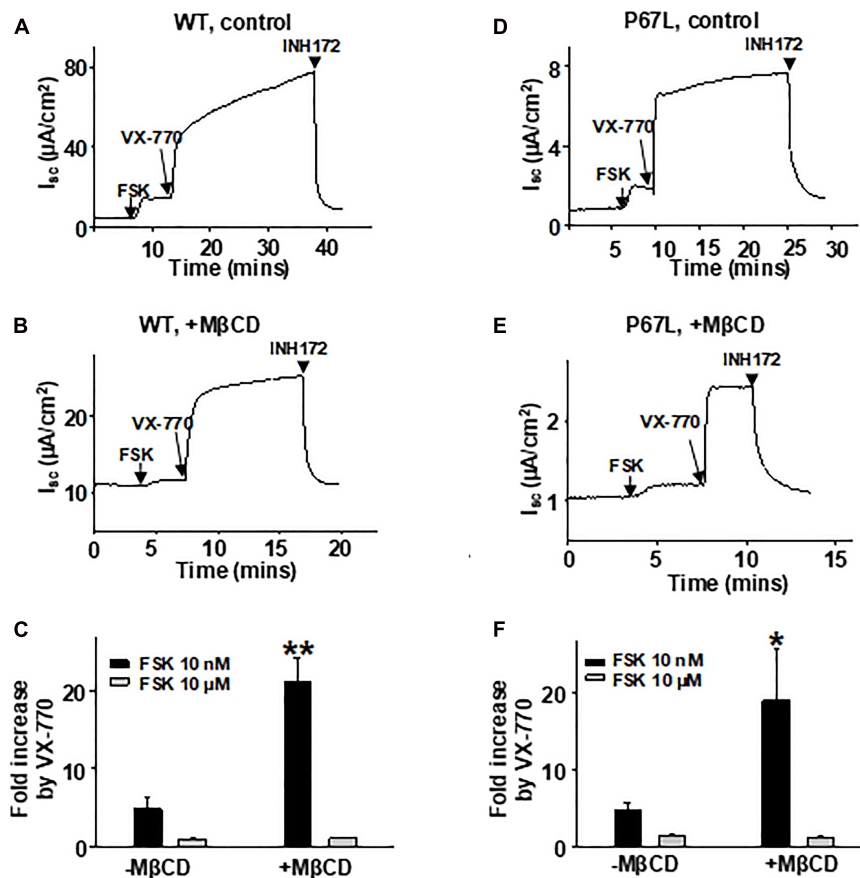 A
WT, control
INH172
80
40
0
Isc (µA/cm²)
VX-770
FSK
10
20
30
40
Time (mins)
D
P67L, control
INH172
8
4
2
0
Isc (µA/cm²)
VX-770
FSK
5
10
15
20
25
30
Time (mins)
B
WT, +MβCD
INH172
20
10
Isc (µA/cm²)
VX-770
FSK
0
5
10
15
20
Time (mins)
E
P67L, +MβCD
INH172
2
1
Isc (µA/cm²)
VX-770
FSK
0
5
10
15
Time (mins)
C
**
FSK 10 nM
FSK 10 µM
20
10
0
Fold increase
by VX-770
-MβCD
+MβCD
F
*
FSK 10 nM
FSK 10 µM
20
10
0
Fold increase
by VX-770
-MβCD
+MβCD